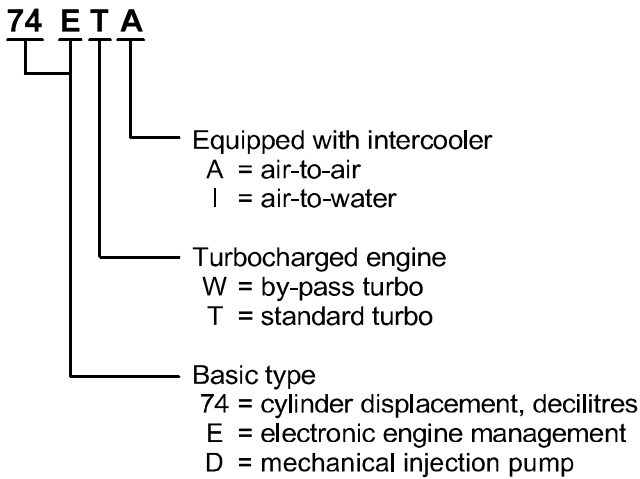 74 E T A
Equipped with intercooler
A = air-to-air
I = air-to-water
Turbocharged engine
W = by-pass turbo
T = standard turbo
Basic type
74 = cylinder displacement, decilitres
E = electronic engine management
D = mechanical injection pump